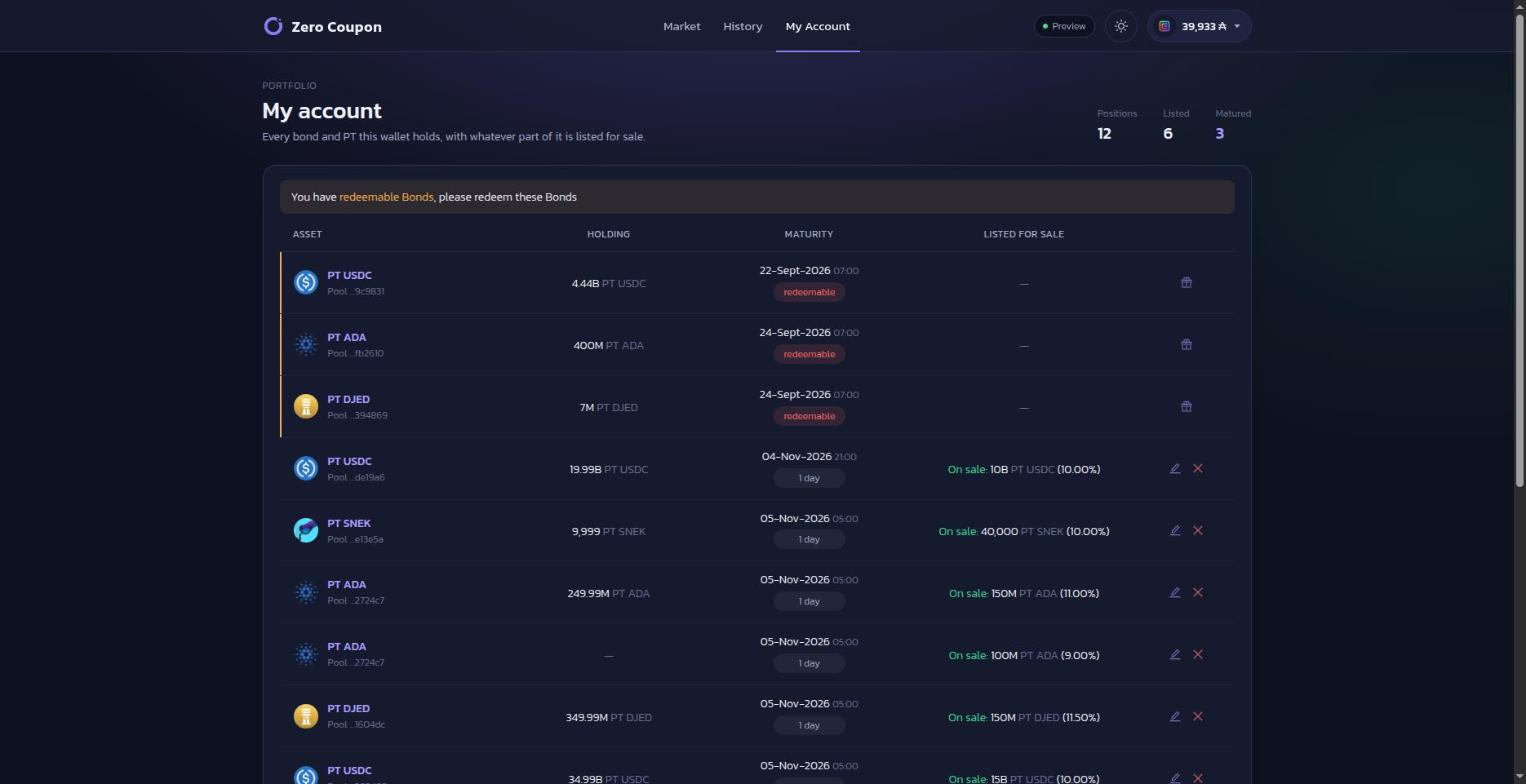 Zero Coupon Market History My Account Preview 39,933 ₳
PORTFOLIO
My account
Every bond and PT this wallet holds, with whatever part of it is listed for sale.
Positions Listed Matured
12 6 3
You have redeemable Bonds, please redeem these Bonds
ASSET HOLDING MATURITY LISTED FOR SALE
PT USDC
Pool ...9c9831
4.44B PT USDC
22-Sept-2026 07:00
redeemable
—
PT ADA
Pool ...fb2610
400M PT ADA
24-Sept-2026 07:00
redeemable
—
PT DJED
Pool ...394869
7M PT DJED
24-Sept-2026 07:00
redeemable
—
PT USDC
Pool ...de19a6
19.99B PT USDC
04-Nov-2026 21:00
1 day
On sale: 10B PT USDC (10.00%)
PT SNEK
Pool ...e13e5a
9,999 PT SNEK
05-Nov-2026 05:00
1 day
On sale: 40,000 PT SNEK (10.00%)
PT ADA
Pool ...2724c7
249.99M PT ADA
05-Nov-2026 05:00
1 day
On sale: 150M PT ADA (11.00%)
PT ADA
Pool ...2724c7
—
05-Nov-2026 05:00
1 day
On sale: 100M PT ADA (9.00%)
PT DJED
Pool ...1604dc
349.99M PT DJED
05-Nov-2026 05:00
1 day
On sale: 150M PT DJED (11.50%)
PT USDC
34.99B PT USDC
05-Nov-2026 05:00
On sale: 15B PT USDC (10.00%)